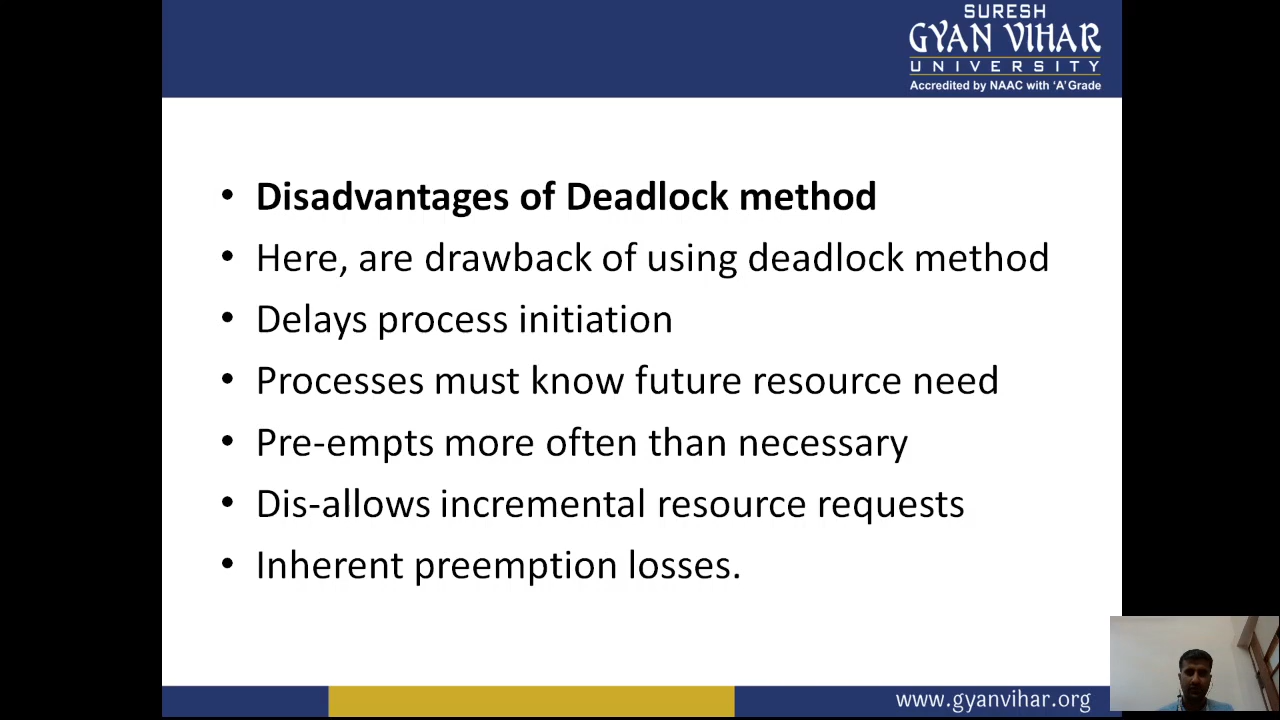 SURESH
GYAN VIHAR
UNIVERSITY
Accredited by NAAC with 'A' Grade
• Disadvantages of Deadlock method
• Here, are drawback of using deadlock method
• Delays process initiation
• Processes must know future resource need
• Pre-empts more often than necessary
• Dis-allows incremental resource requests
• Inherent preemption losses.
www.gyanvihar.org